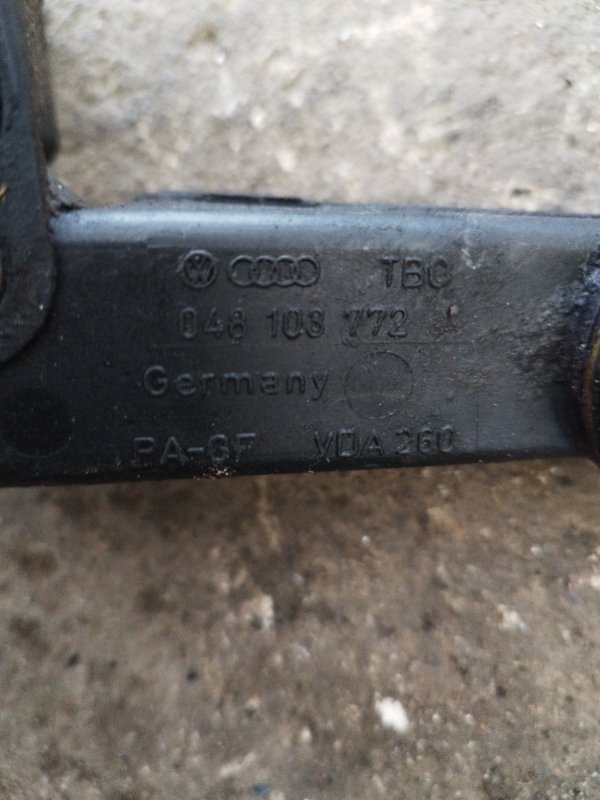 TBC
048 103 772
Germany
PA-GF VDA 260